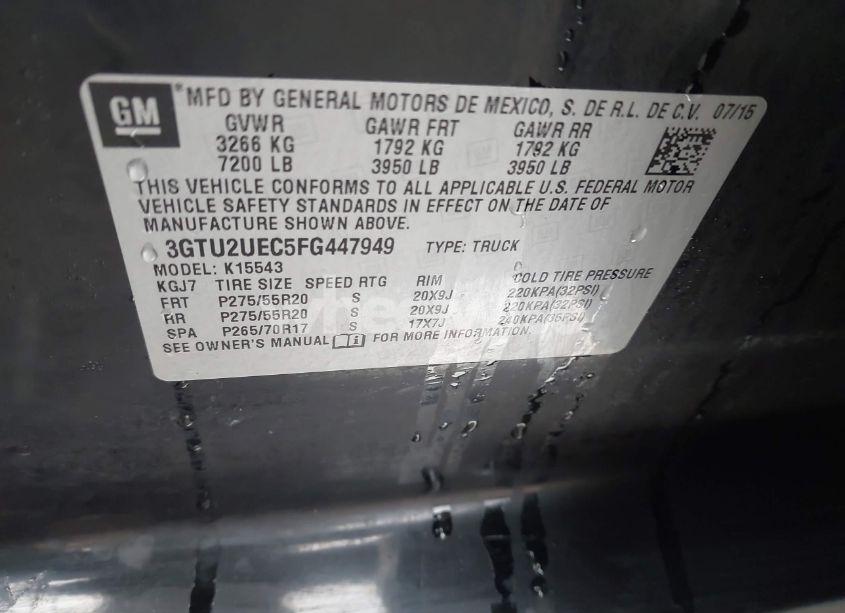 GM
MFD BY GENERAL MOTORS DE MEXICO, S. DE R.L. DE C.V. 07/15
GVWR GAWR FRT GAWR RR
3266 KG 1792 KG 1792 KG
7200 LB 3950 LB 3950 LB
THIS VEHICLE CONFORMS TO ALL APPLICABLE U.S. FEDERAL MOTOR
VEHICLE SAFETY STANDARDS IN EFFECT ON THE DATE OF
MANUFACTURE SHOWN ABOVE.
3GTU2UEC5FG447949 TYPE: TRUCK
MODEL: K15543
KGJ7 TIRE SIZE SPEED RTG RIM COLD TIRE PRESSURE
FRT P275/55R20 S 20X9J 220KPA(32PSI)
RR P275/55R20 S 20X9J 220KPA(32PSI)
SPA P265/70R17 S 17X7J 240KPA(35PSI)
SEE OWNER'S MANUAL FOR MORE INFORMATION.